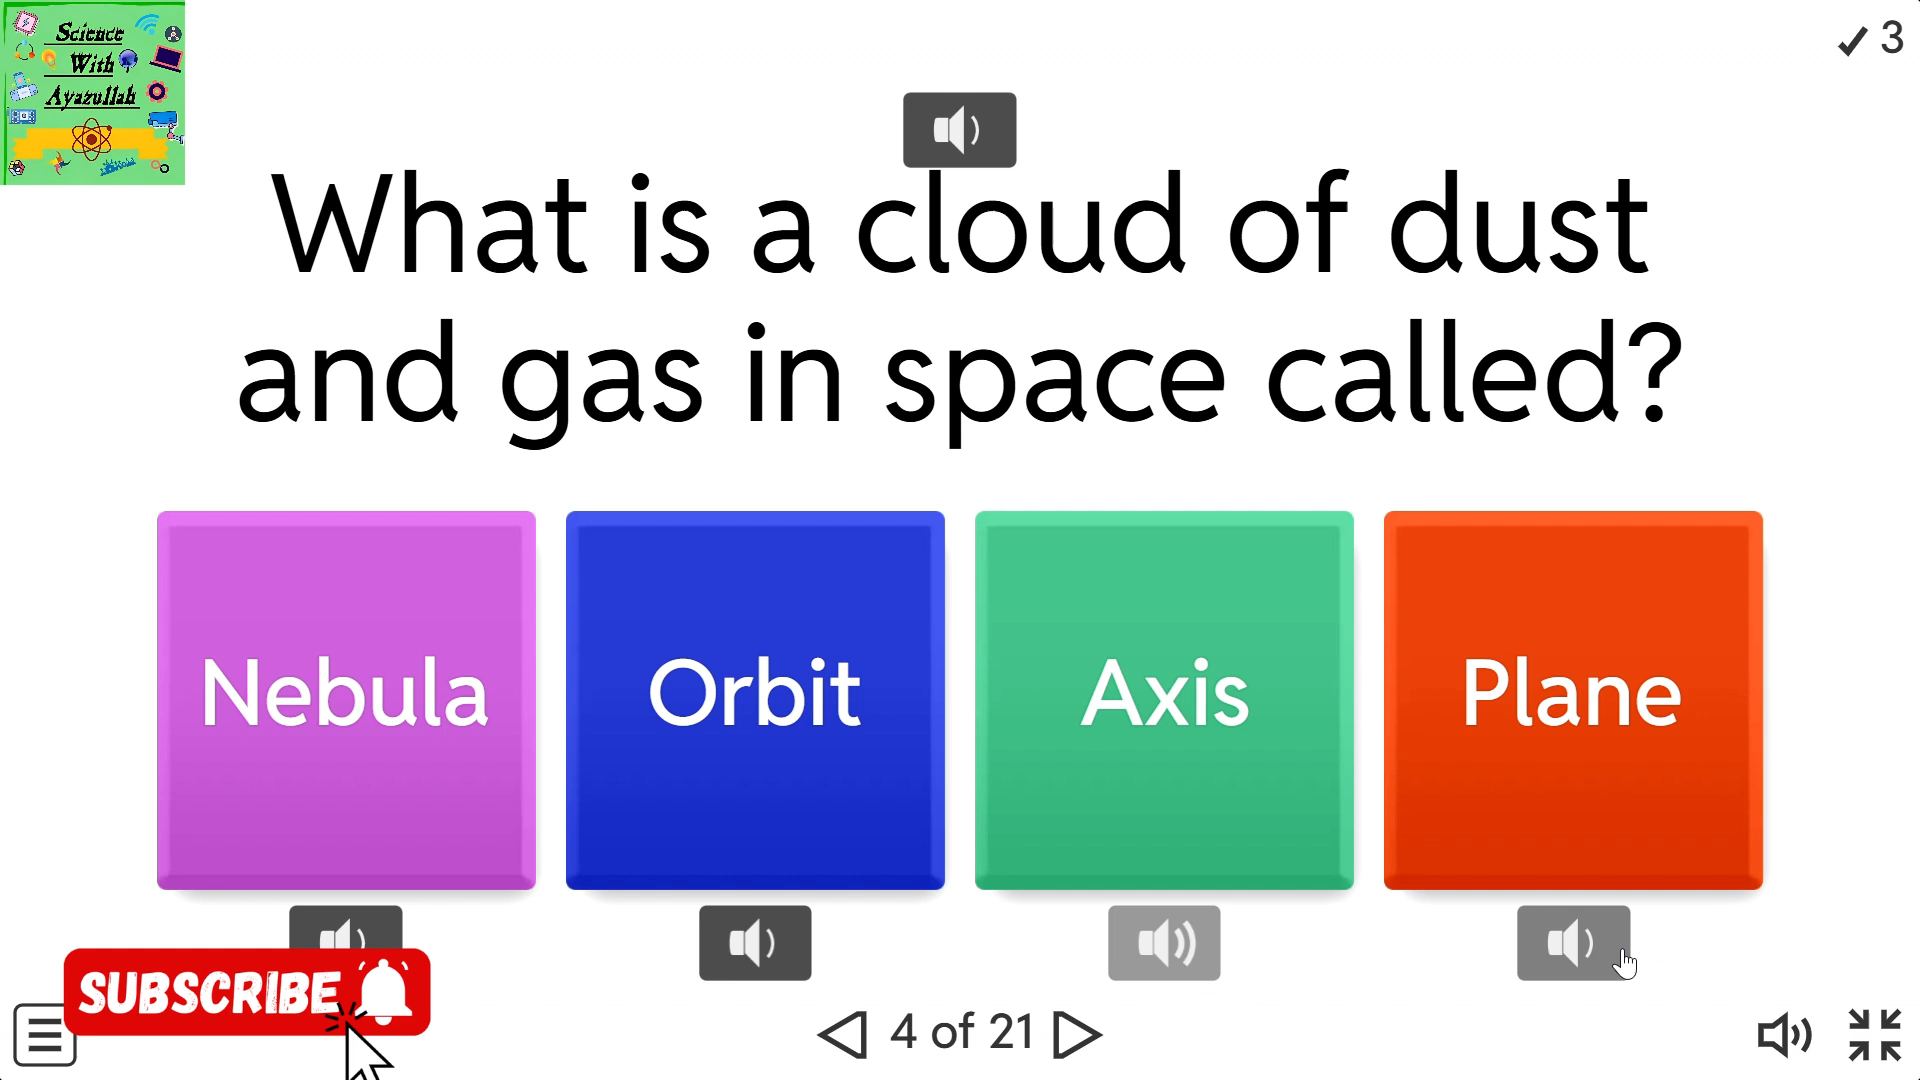 Science
With
Ayazullah
3
What is a cloud of dust
and gas in space called?
Nebula
Orbit
Axis
Plane
SUBSCRIBE
4 of 21